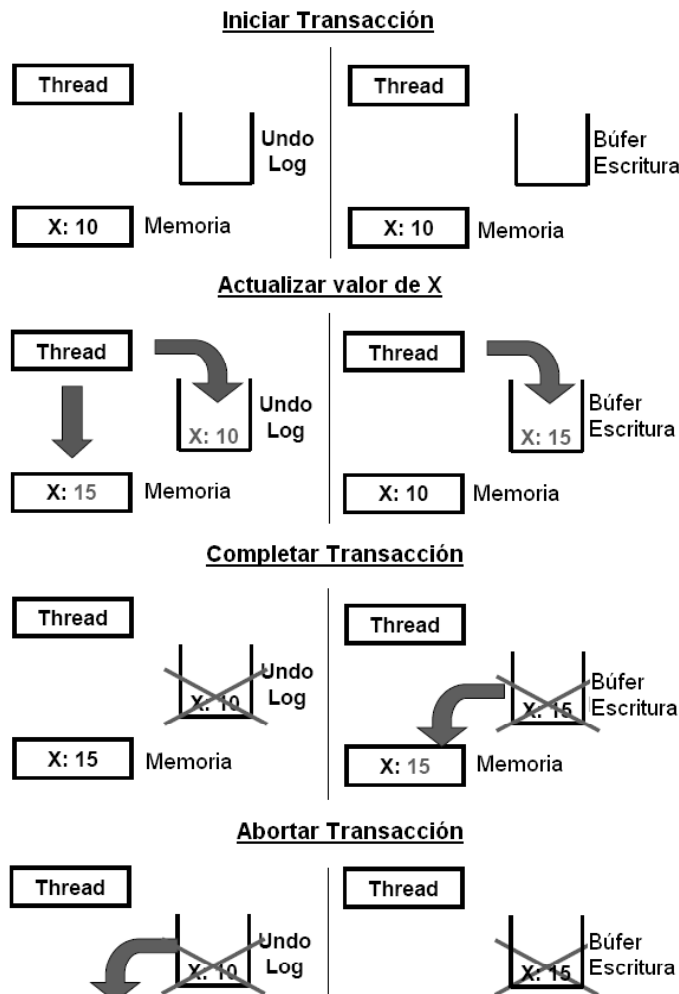 Iniciar Transacción
Thread
Undo
Log
X: 10
Memoria
Thread
Búfer
Escritura
X: 10
Memoria
Actualizar valor de X
Thread
X: 10
Undo
Log
X: 15
Memoria
Thread
X: 15
Búfer
Escritura
X: 10
Memoria
Completar Transacción
Thread
X: 10
Undo
Log
X: 15
Memoria
Thread
X: 15
Búfer
Escritura
X: 15
Memoria
Abortar Transacción
Thread
X: 10
Undo
Log
Thread
X: 15
Búfer
Escritura